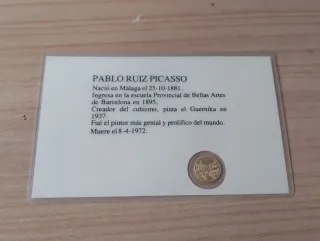 PABLO RUIZ PICASSO
Nació en Málaga el 25-10-1881.
Ingresa en la escuela Provincial de Bellas Artes
de Barcelona en 1895,
Creador del cubismo, pinta el Guernika en
1937
Fué el pintor más genial y prolífico del mundo.
Muere el 8-4-1972.